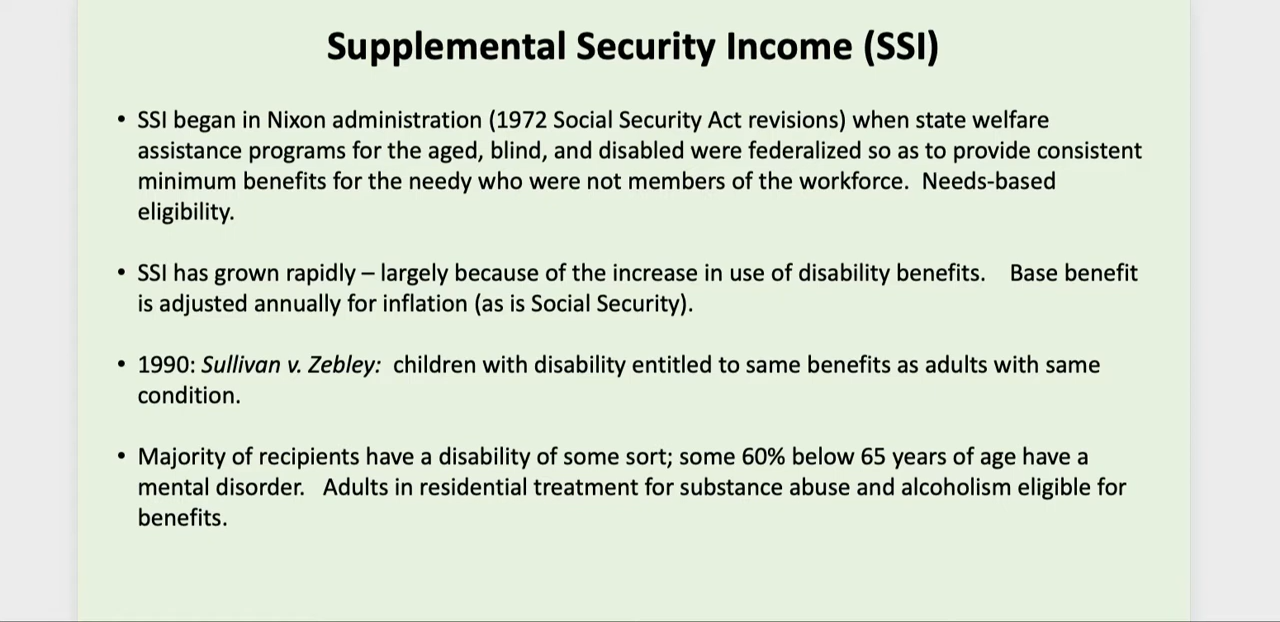 Supplemental Security Income (SSI)
• SSI began in Nixon administration (1972 Social Security Act revisions) when state welfare
assistance programs for the aged, blind, and disabled were federalized so as to provide consistent
minimum benefits for the needy who were not members of the workforce.  Needs-based
eligibility.
• SSI has grown rapidly – largely because of the increase in use of disability benefits.    Base benefit
is adjusted annually for inflation (as is Social Security).
• 1990: Sullivan v. Zebley:  children with disability entitled to same benefits as adults with same
condition.
• Majority of recipients have a disability of some sort; some 60% below 65 years of age have a
mental disorder.   Adults in residential treatment for substance abuse and alcoholism eligible for
benefits.